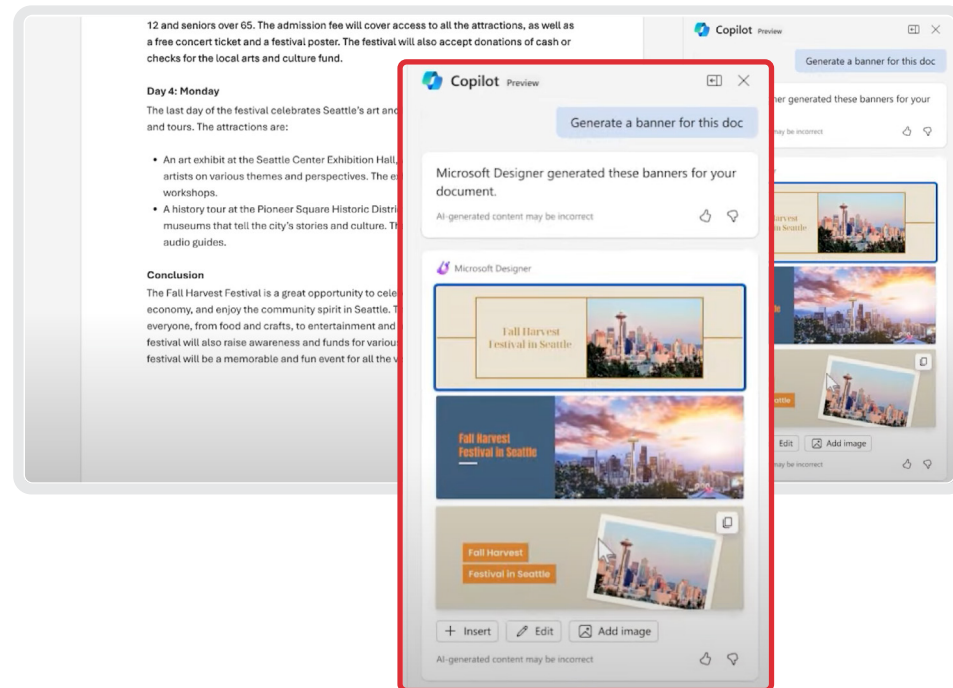 12 and seniors over 65. The admission fee will cover access to all the attractions, as well as
a free concert ticket and a festival poster. The festival will also accept donations of cash or
checks for the local arts and culture fund.
Day 4: Monday
The last day of the festival celebrates Seattle's art and
and tours. The attractions are:
• An art exhibit at the Seattle Center Exhibition Hall,
artists on various themes and perspectives. The
workshops.
• A history tour at the Pioneer Square Historic
museums that tell the city's stories and culture.
audio guides.
Conclusion
The Fall Harvest Festival is a great opportunity to
economy, and enjoy the community spirit in Seattle.
everyone, from food and crafts, to entertainment and
festival will also raise awareness and funds for
festival will be a memorable and fun event for all the
Copilot Preview
Generate a banner for this doc
Microsoft Designer generated these banners for your
document.
AI-generated content may be incorrect
Microsoft Designer
Fall Harvest
Festival in Seattle
Fall Harvest
Festival in Seattle
Fall Harvest
Festival in Seattle
+ Insert
Edit
Add image
AI-generated content may be incorrect
Copilot Preview
Generate a banner for this doc
generated these banners for your
may be incorrect
in Seattle
Edit
Add image
may be incorrect